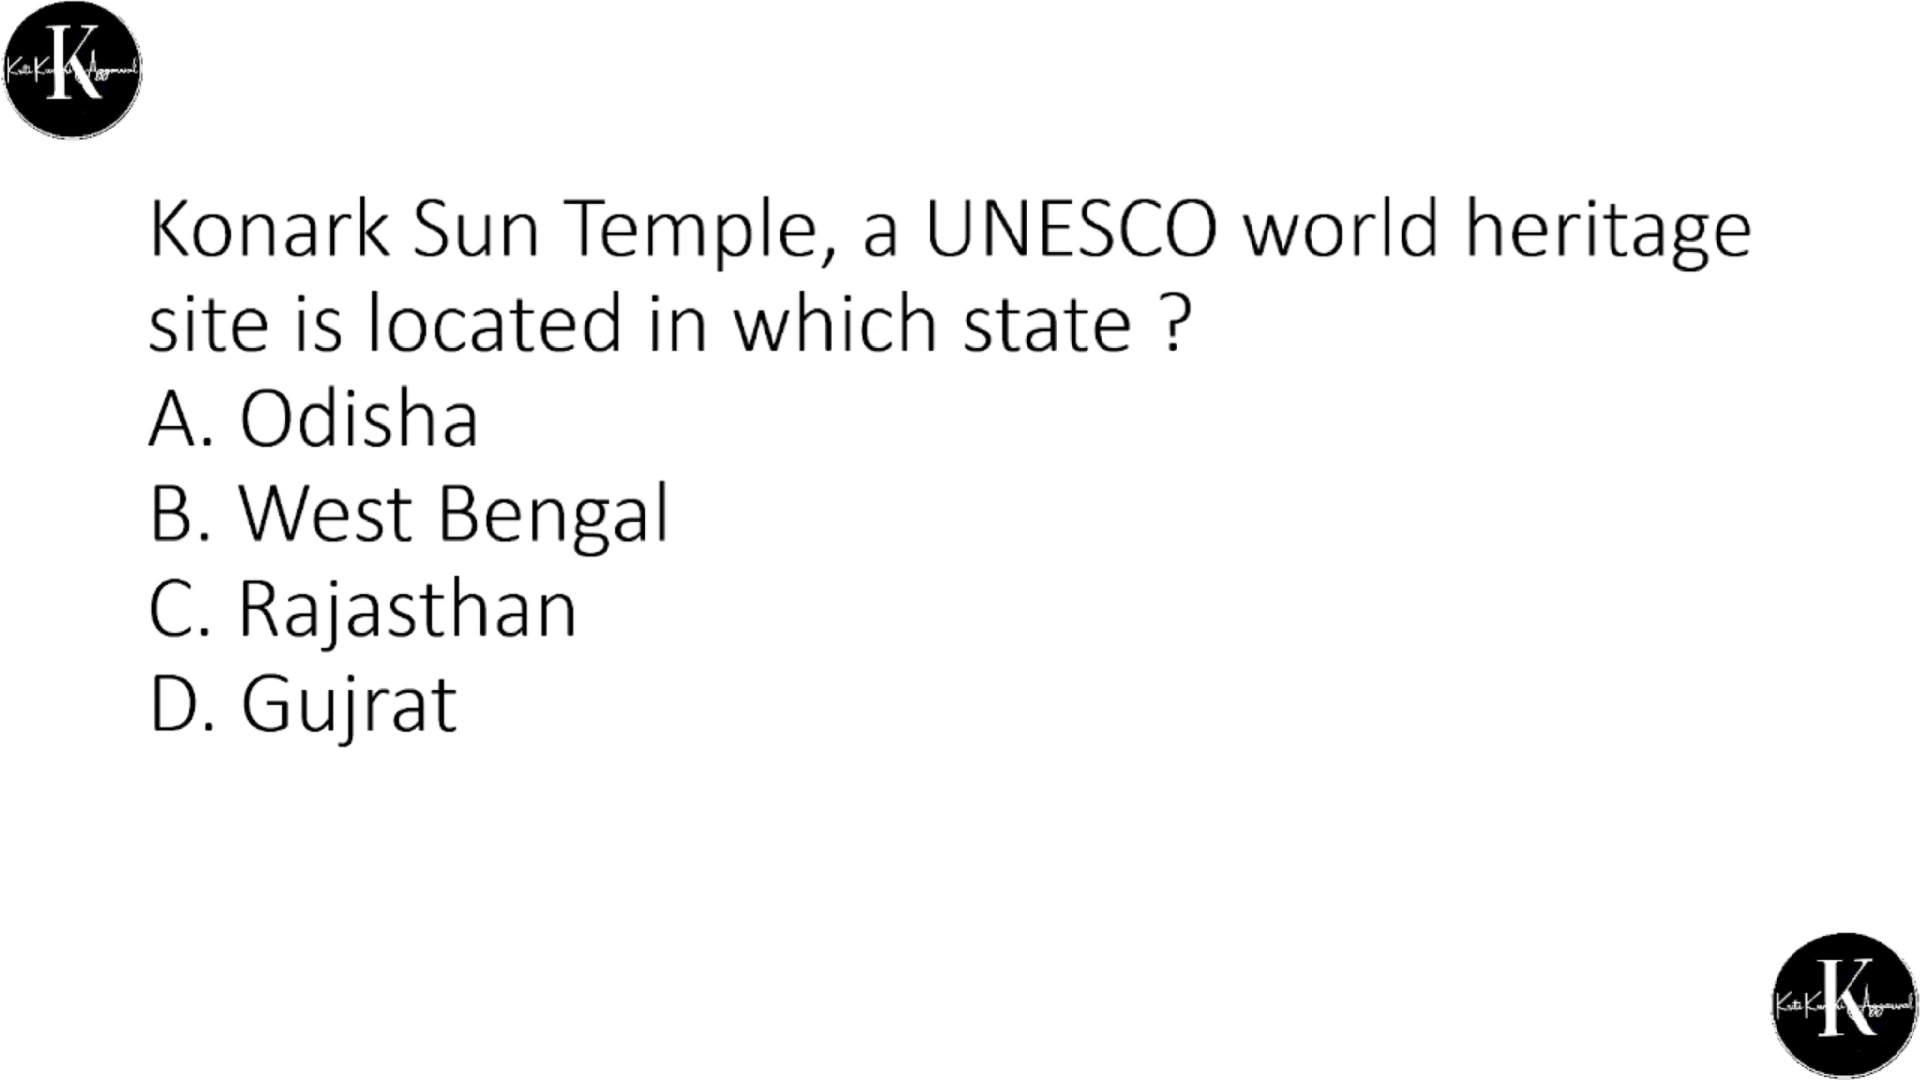 K
Konark Sun Temple, a UNESCO world heritage
site is located in which state ?
A. Odisha
B. West Bengal
C. Rajasthan
D. Gujrat
K